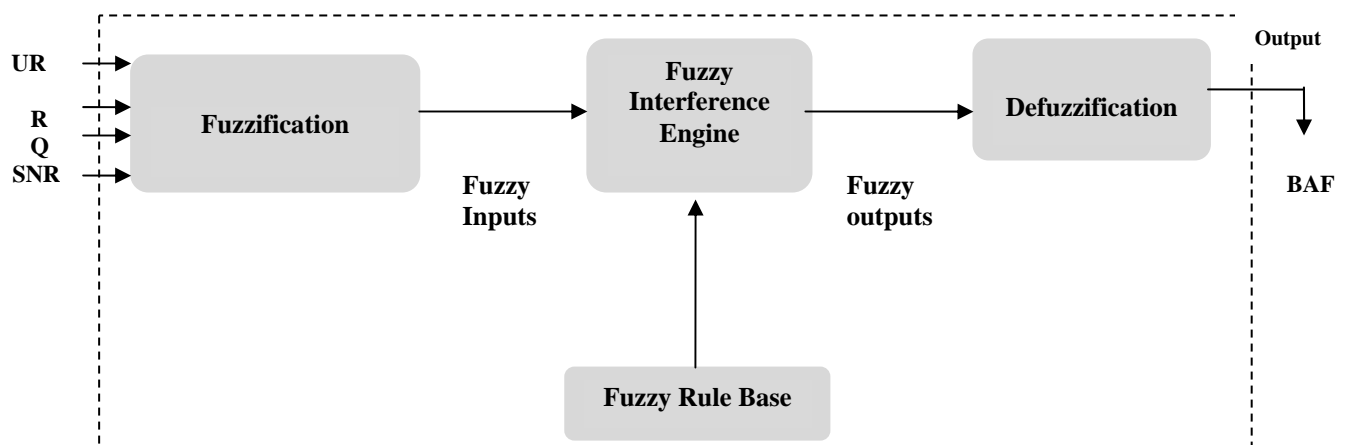 UR
R
Q
SNR
Fuzzification
Fuzzy
Inputs
Fuzzy
Interference
Engine
Fuzzy
outputs
Defuzzification
Output
BAF
Fuzzy Rule Base